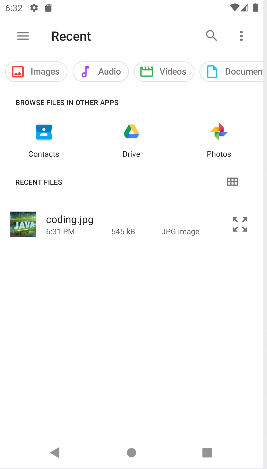 6:32
Recent
Images Audio Videos Documen
BROWSE FILES IN OTHER APPS
Contacts Drive Photos
RECENT FILES
JAVA
coding.jpg
6:31 PM 545 kB JPG image